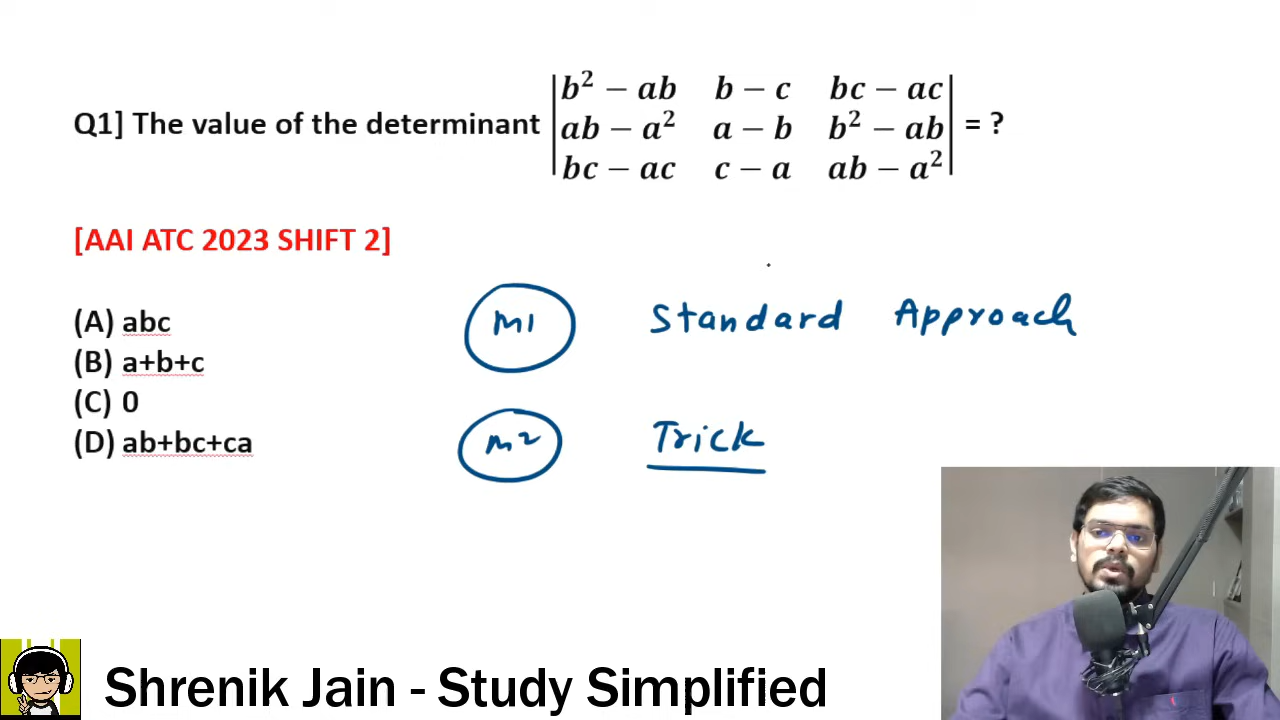 Q1] The value of the determinant | b² − ab   b − c   bc − ac | = ?
| ab − a²   a − b   b² − ab |
| bc − ac   c − a   ab − a² |
[AAI ATC 2023 SHIFT 2]
(A) abc
(B) a+b+c
(C) 0
(D) ab+bc+ca
M1 Standard Approach
M2 Trick
Shrenik Jain - Study Simplified